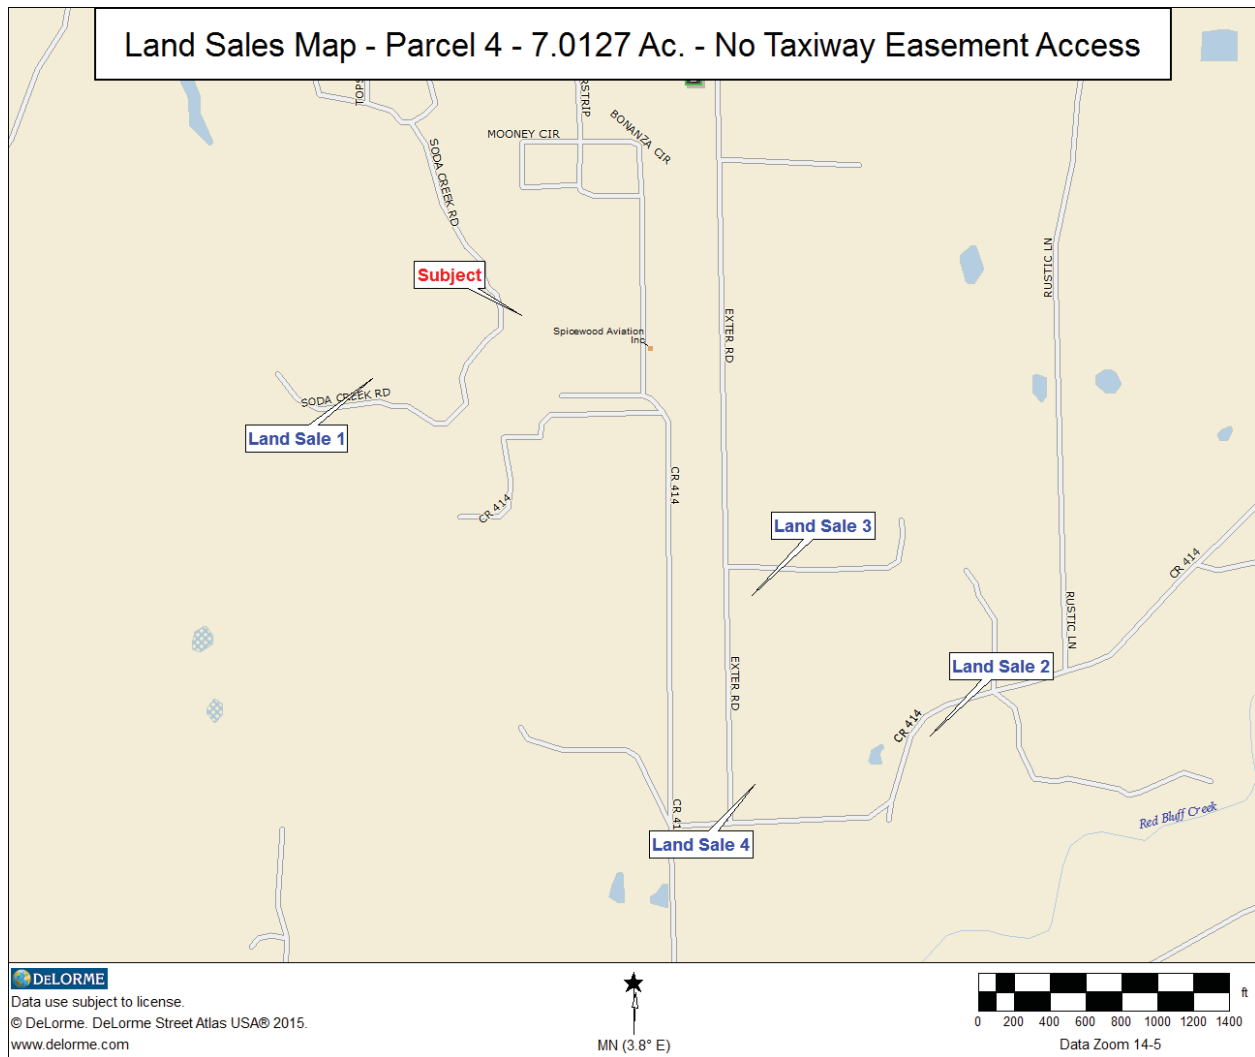 Land Sales Map - Parcel 4 - 7.0127 Ac. - No Taxiway Easement Access
TOPS
RSTRIP
MOONEY CIR
BONANZA CIR
SODA CREEK RD
RUSTIC LN
Subject
EXTER RD
Spicewood Aviation
Inc
SODA CREEK RD
Land Sale 1
CR 414
CR 414
Land Sale 3
CR 414
RUSTIC LN
EXTER RD
Land Sale 2
CR 414
CR 41
Red Bluff Creek
Land Sale 4
DELORME
Data use subject to license.
© DeLorme. DeLorme Street Atlas USA® 2015.
www.delorme.com
MN (3.8° E)
ft
0 200 400 600 800 1000 1200 1400
Data Zoom 14-5